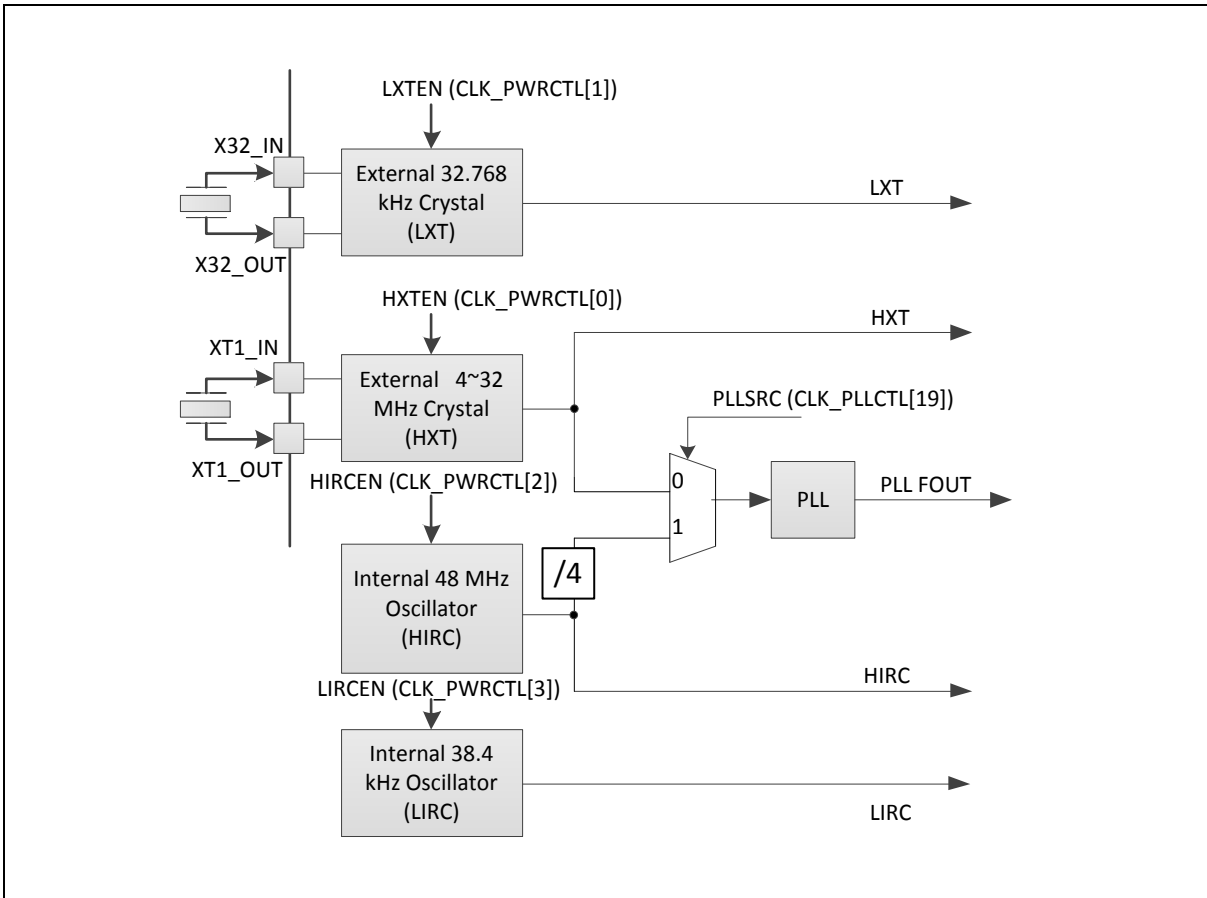 LXTEN (CLK_PWRCTL[1])
X32_IN
External 32.768
kHz Crystal
(LXT)
LXT
X32_OUT
HXTEN (CLK_PWRCTL[0])
HXT
XT1_IN
External 4~32
MHz Crystal
(HXT)
PLLSRC (CLK_PLLCTL[19])
XT1_OUT
HIRCEN (CLK_PWRCTL[2])
0
PLL
PLL FOUT
1
/4
Internal 48 MHz
Oscillator
(HIRC)
HIRC
LIRCEN (CLK_PWRCTL[3])
Internal 38.4
kHz Oscillator
(LIRC)
LIRC